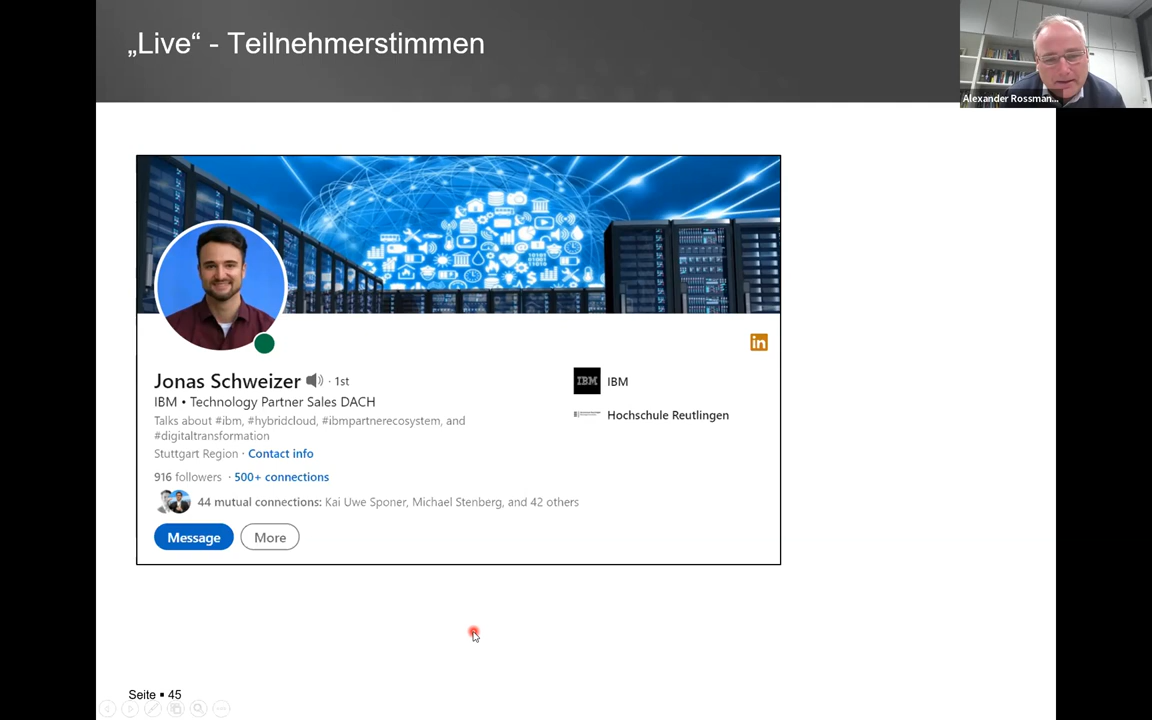 „Live“ - Teilnehmerstimmen
Alexander Rossman...
Jonas Schweizer · 1st
IBM • Technology Partner Sales DACH
Talks about #ibm, #hybridcloud, #ibmpartnerecosystem, and
#digitaltransformation
Stuttgart Region · Contact info
916 followers · 500+ connections
44 mutual connections: Kai Uwe Sponer, Michael Stenberg, and 42 others
Message
More
in
IBM
IBM
Hochschule Reutlingen
Seite ▪ 45